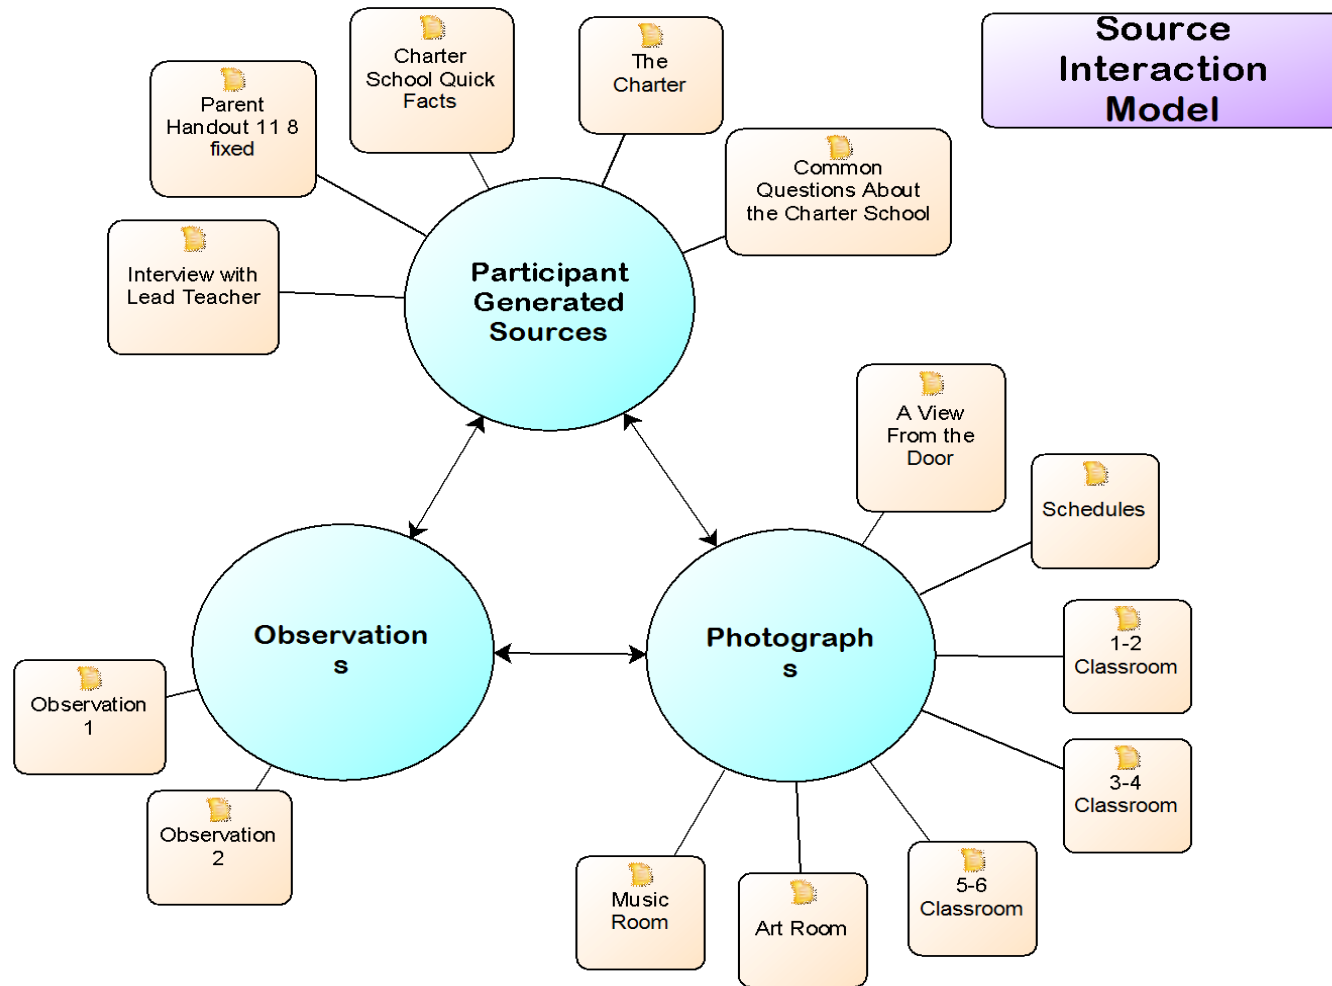 Source
Interaction
Model
Charter
School Quick
Facts
The
Charter
Parent
Handout 11 8
fixed
Common
Questions About
the Charter School
Interview with
Lead Teacher
Participant
Generated
Sources
A View
From the
Door
Schedules
Observation
s
Photograph
s
1-2
Classroom
Observation
1
3-4
Classroom
Observation
2
Music
Room
Art Room
5-6
Classroom